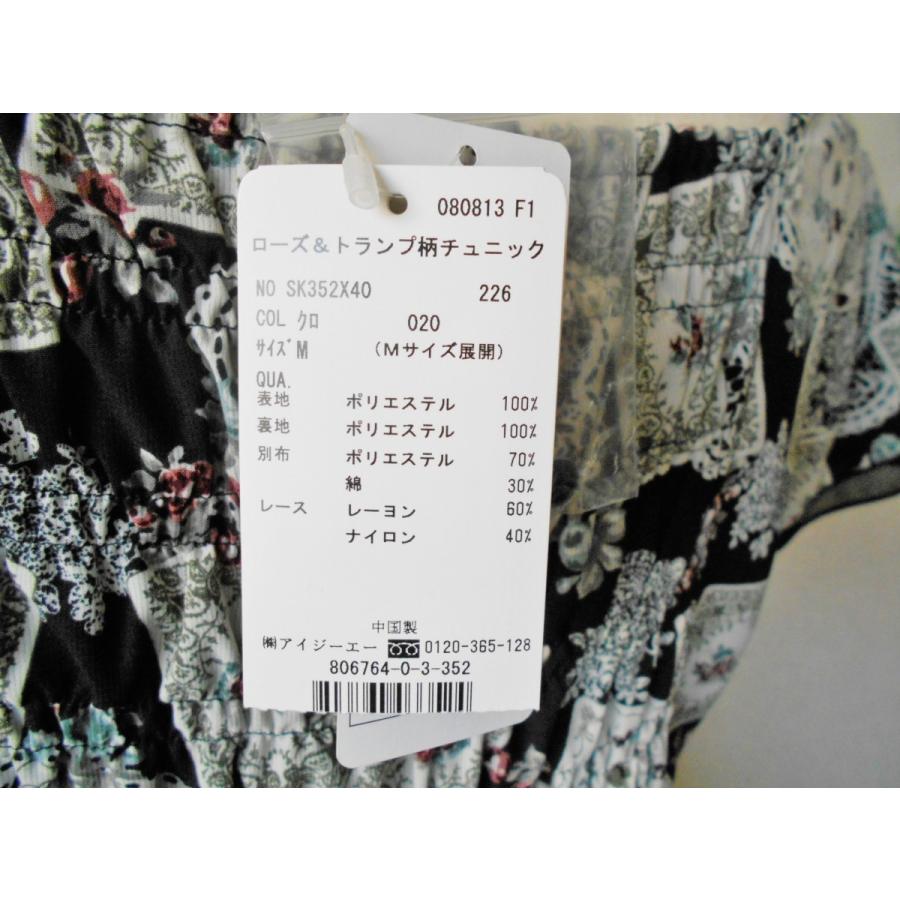 080813 F1
ローズ&トランプ柄チュニック
NO SK352X40 226
COL クロ 020
サイズM (Mサイズ展開)
QUA.
表地 ポリエステル 100%
裏地 ポリエステル 100%
別布 ポリエステル 70%
綿 30%
レース レーヨン 60%
ナイロン 40%
中国製
㈱アイジーエー 0120-365-128
806764-0-3-352